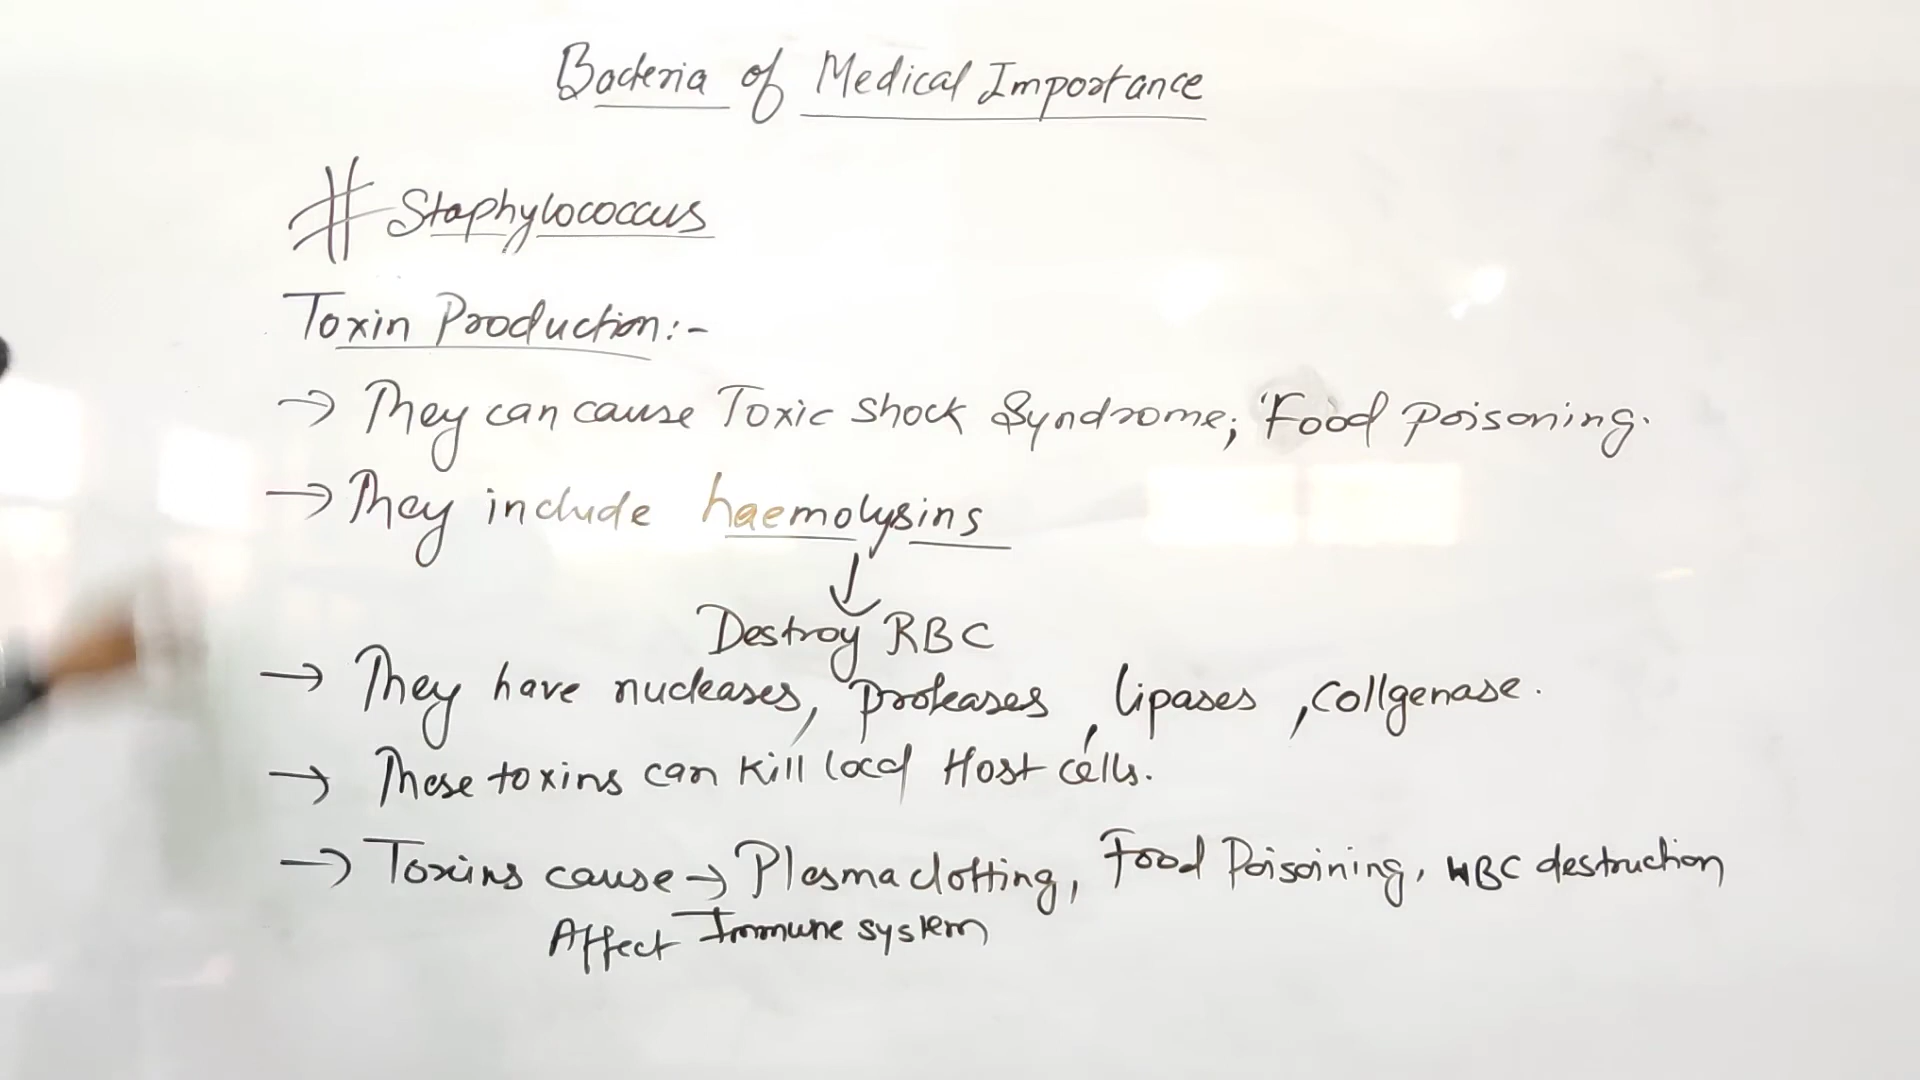 Bacteria of Medical Importance
# Staphylococcus
Toxin Production:-
→ They can cause Toxic Shock Syndrome; Food poisoning.
→ They include haemolysins
↓
Destroy RBC
→ They have nucleases, proteases, lipases, collgenase.
→ These toxins can kill local Host cells.
→ Toxins cause → Plasma clotting, Food Poisoining, WBC destruction
Affect Immune system